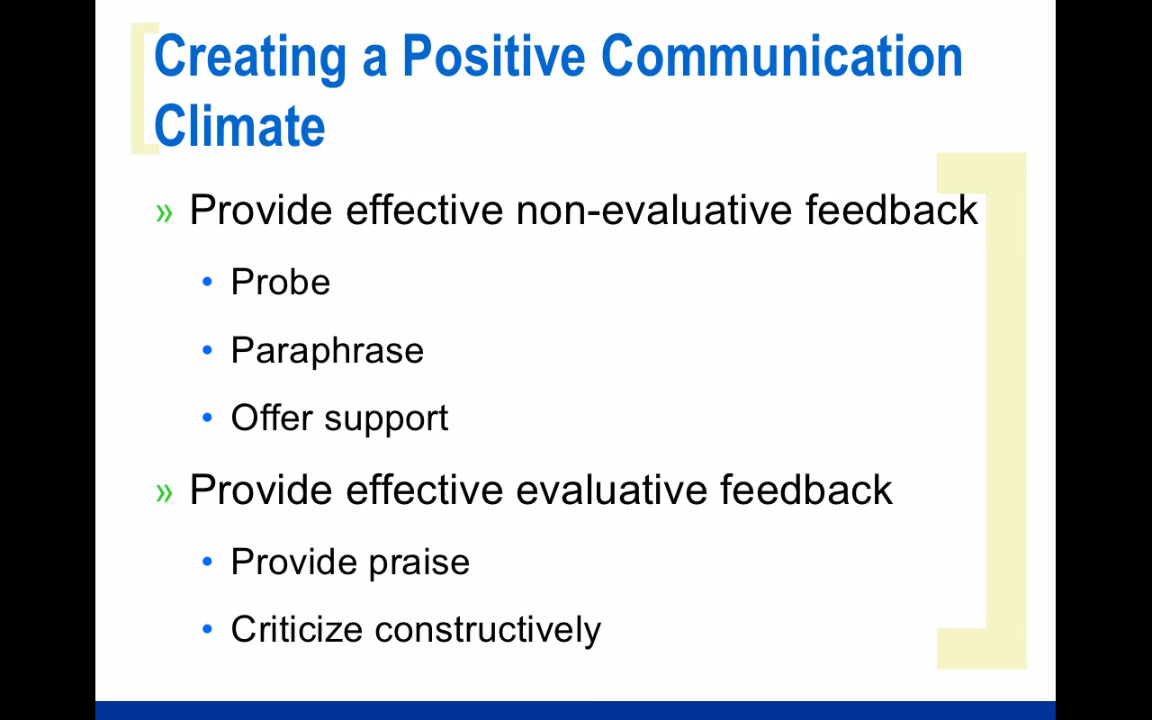 Creating a Positive Communication
Climate
» Provide effective non-evaluative feedback
• Probe
• Paraphrase
• Offer support
» Provide effective evaluative feedback
• Provide praise
• Criticize constructively